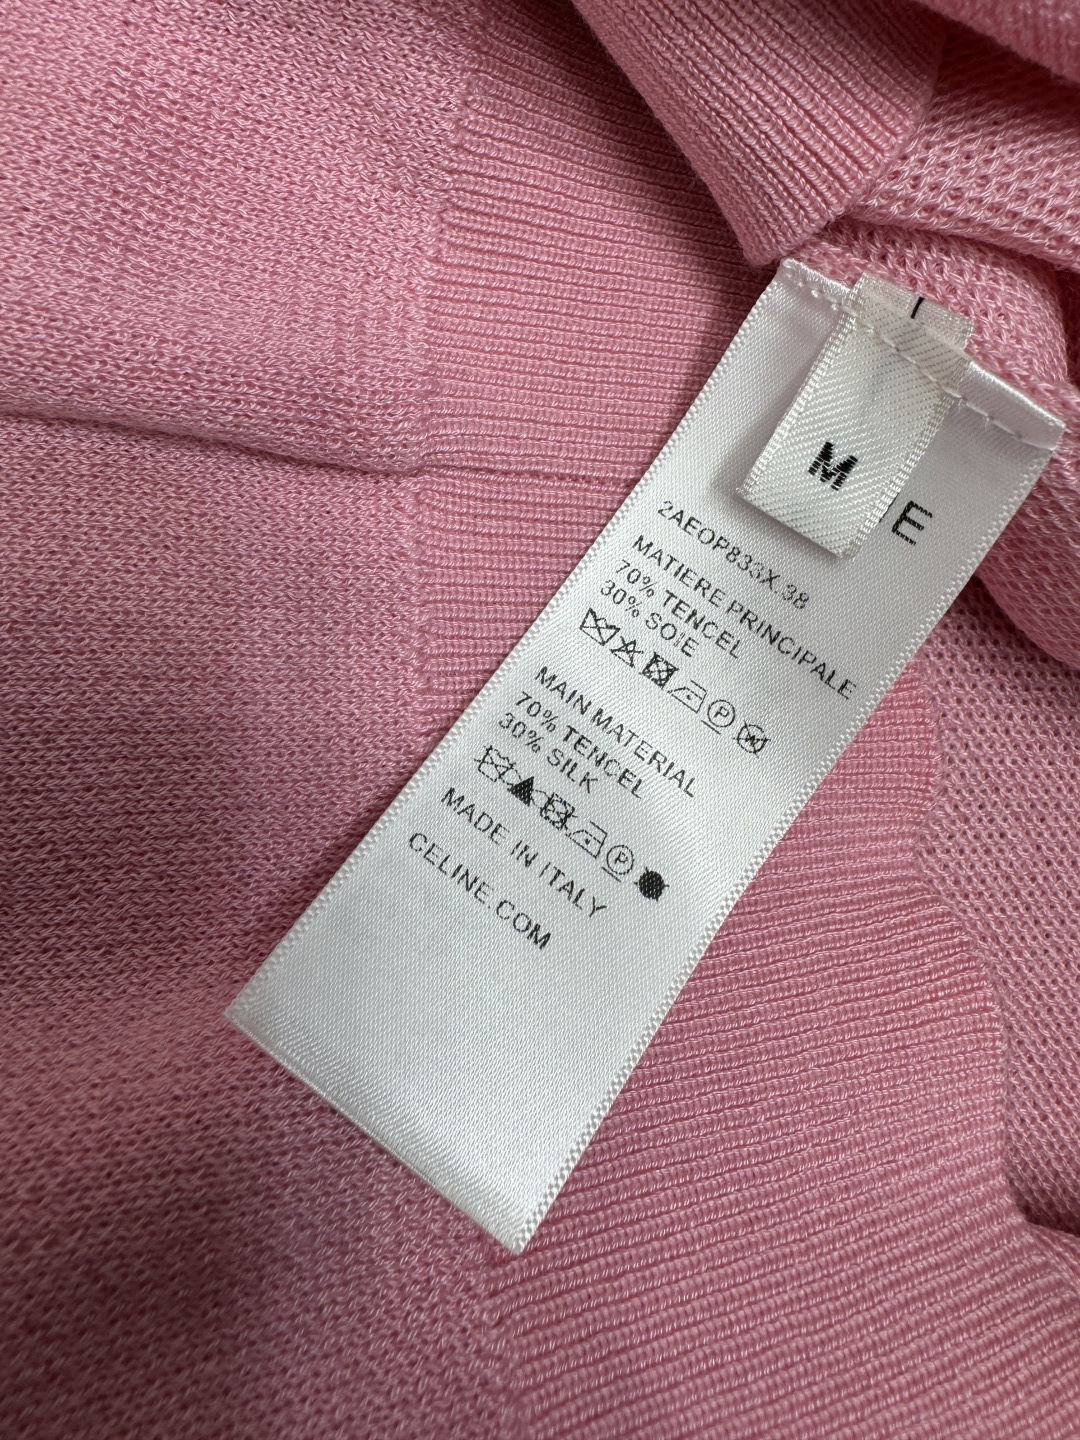 M
E
2AEOP833X.38
MATIERE PRINCIPALE
70% TENCEL
30% SOIE
P
W
MAIN MATERIAL
70% TENCEL
30% SILK
P
MADE IN ITALY
CELINE.COM